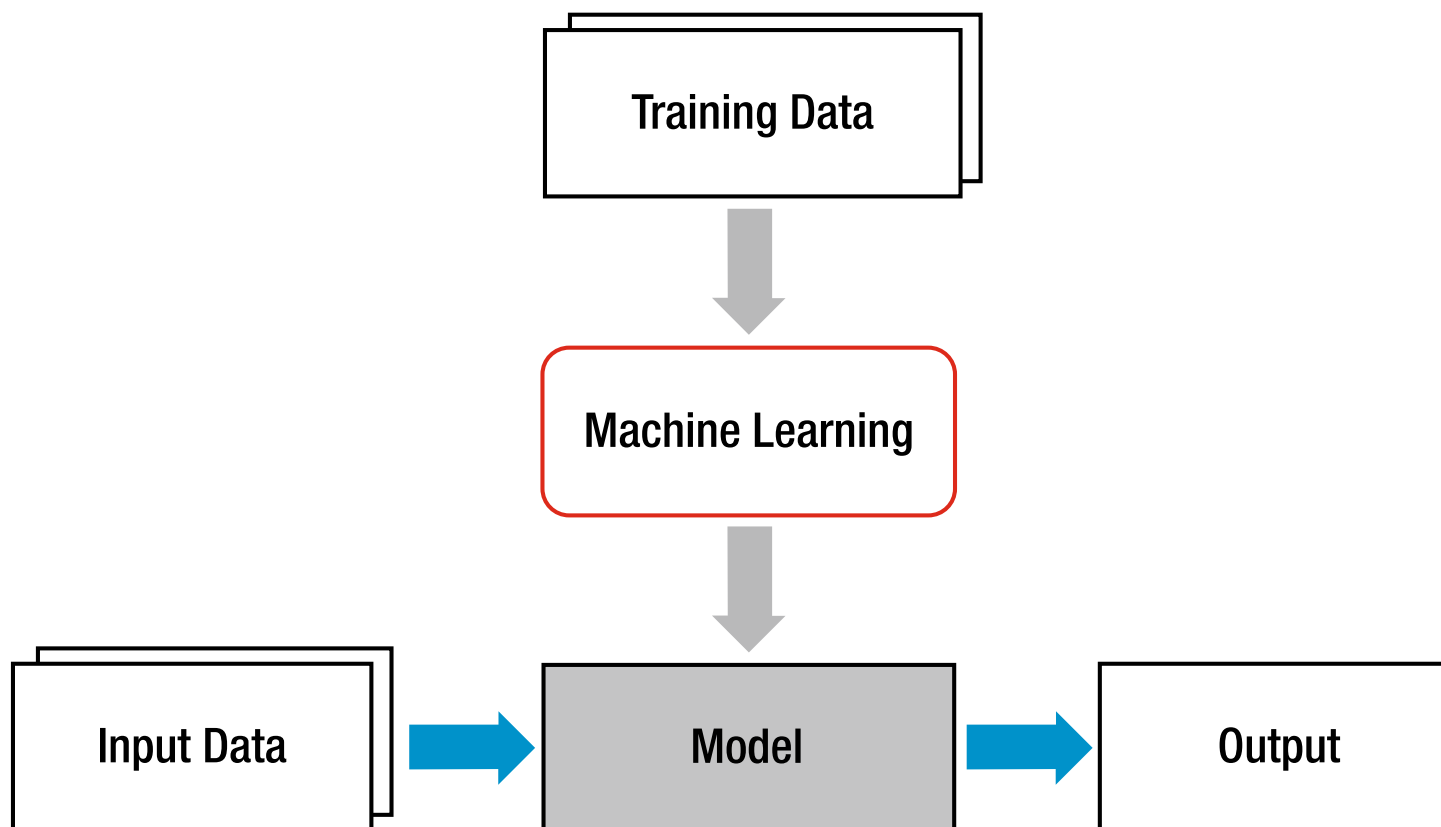 Training Data
Machine Learning
Input Data
Model
Output